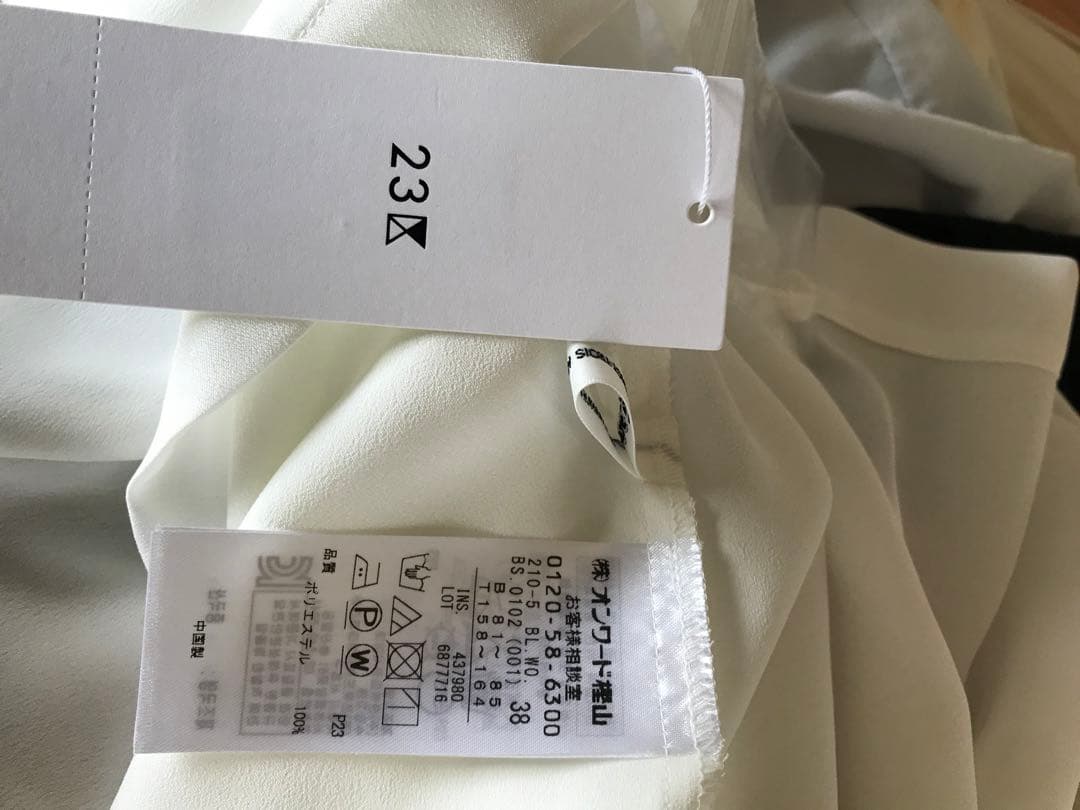 23区
(株)オンワード樫山
お客様相談室
0120-58-6300
210-5 BL.WO.
BS.0102 (001) 38
B 81～ 85
T158～164
INS. 437980
LOT 6877716
P
W
P23
品質
ポリエステル 100%
中国製